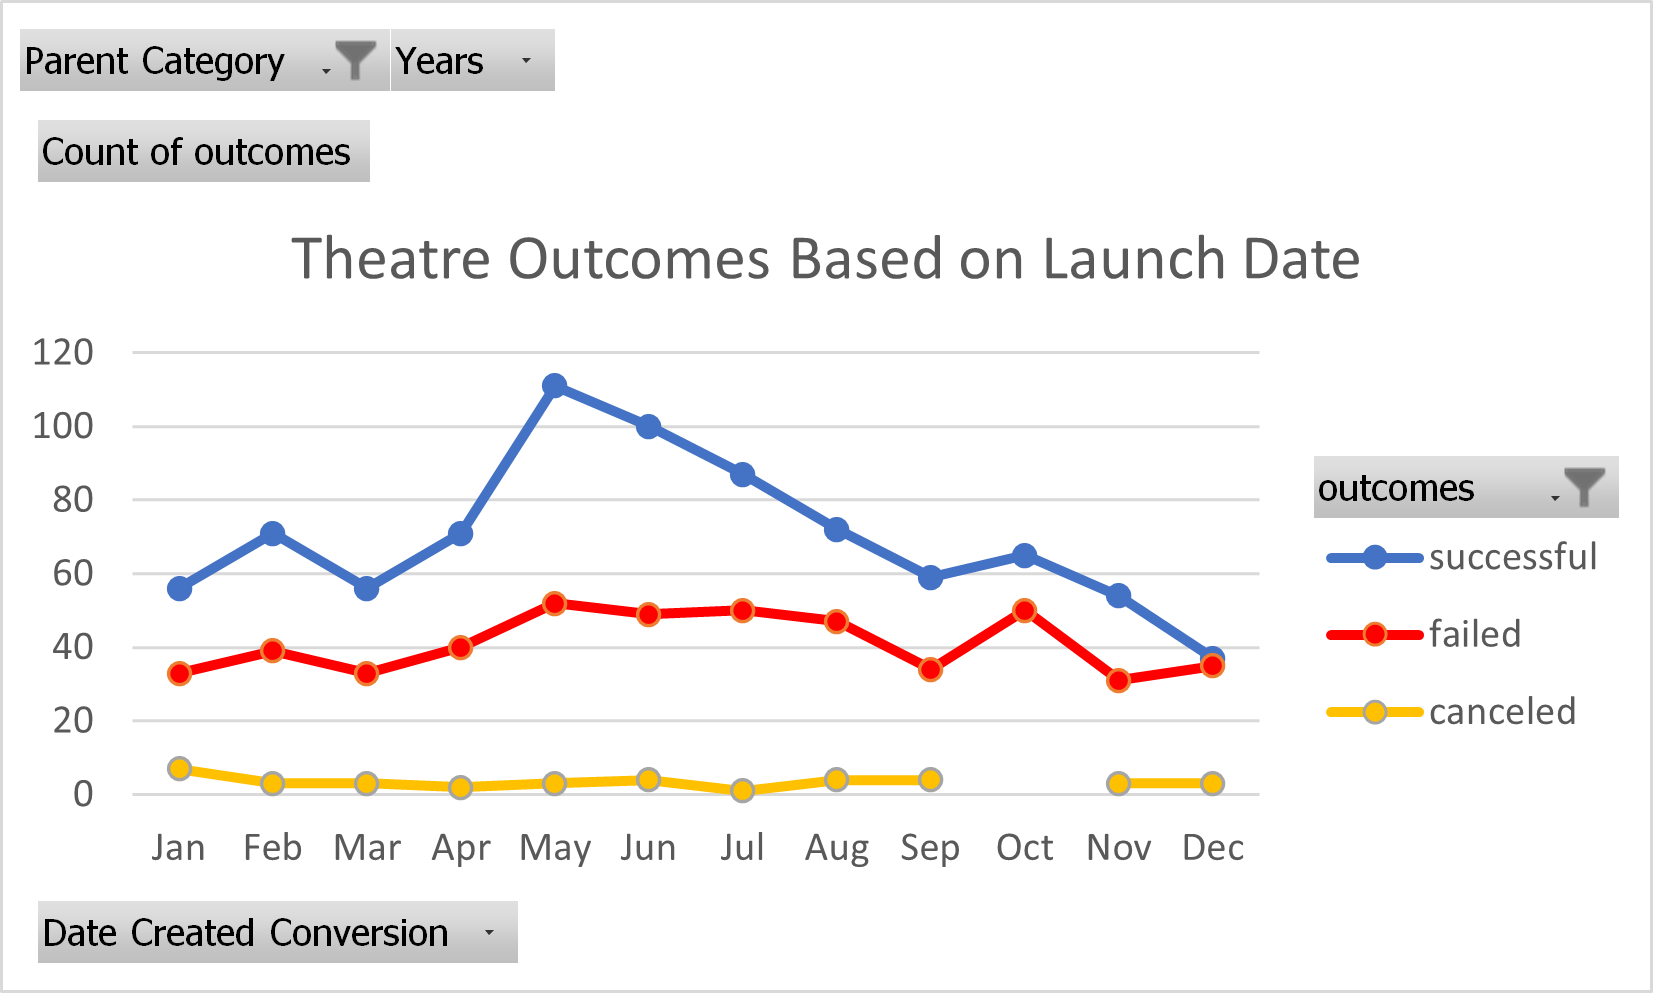 Parent Category Years
Count of outcomes
Theatre Outcomes Based on Launch Date
120
100
80
60
40
20
0
Jan Feb Mar Apr May Jun Jul Aug Sep Oct Nov Dec
outcomes
successful
failed
canceled
Date Created Conversion